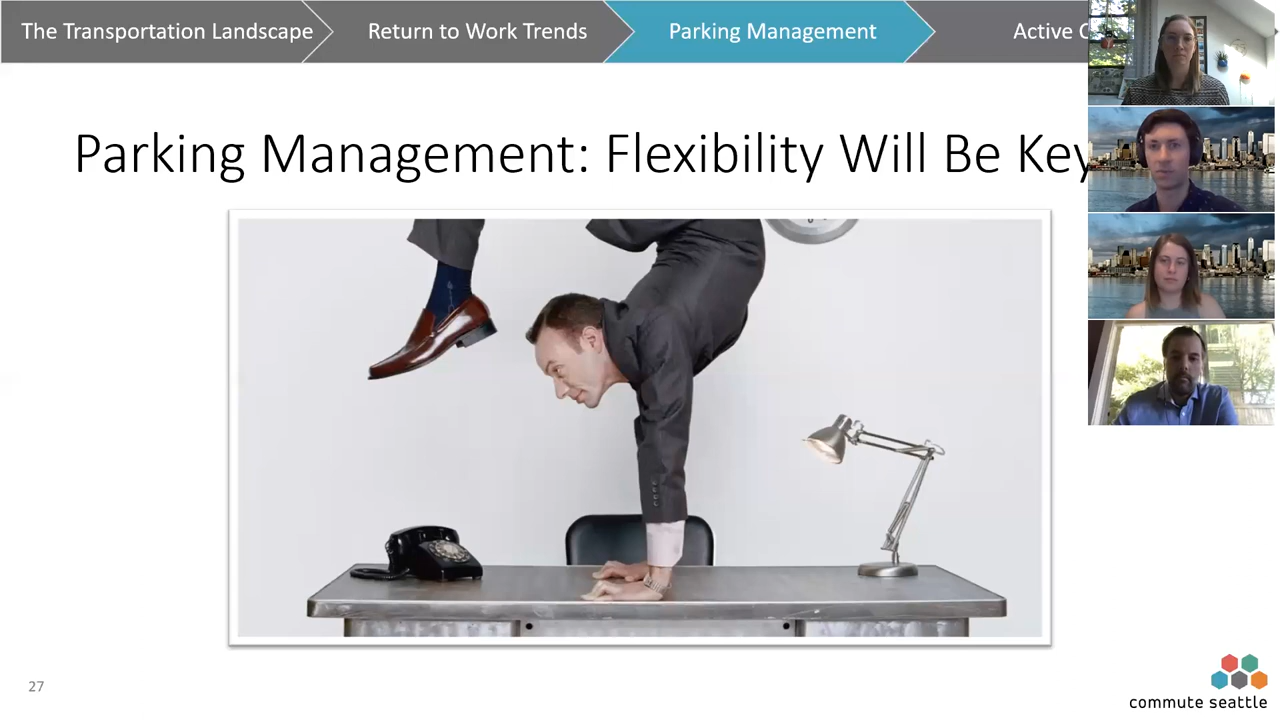 The Transportation Landscape
Return to Work Trends
Parking Management
Active
Parking Management: Flexibility Will Be Key
27
commute seattle